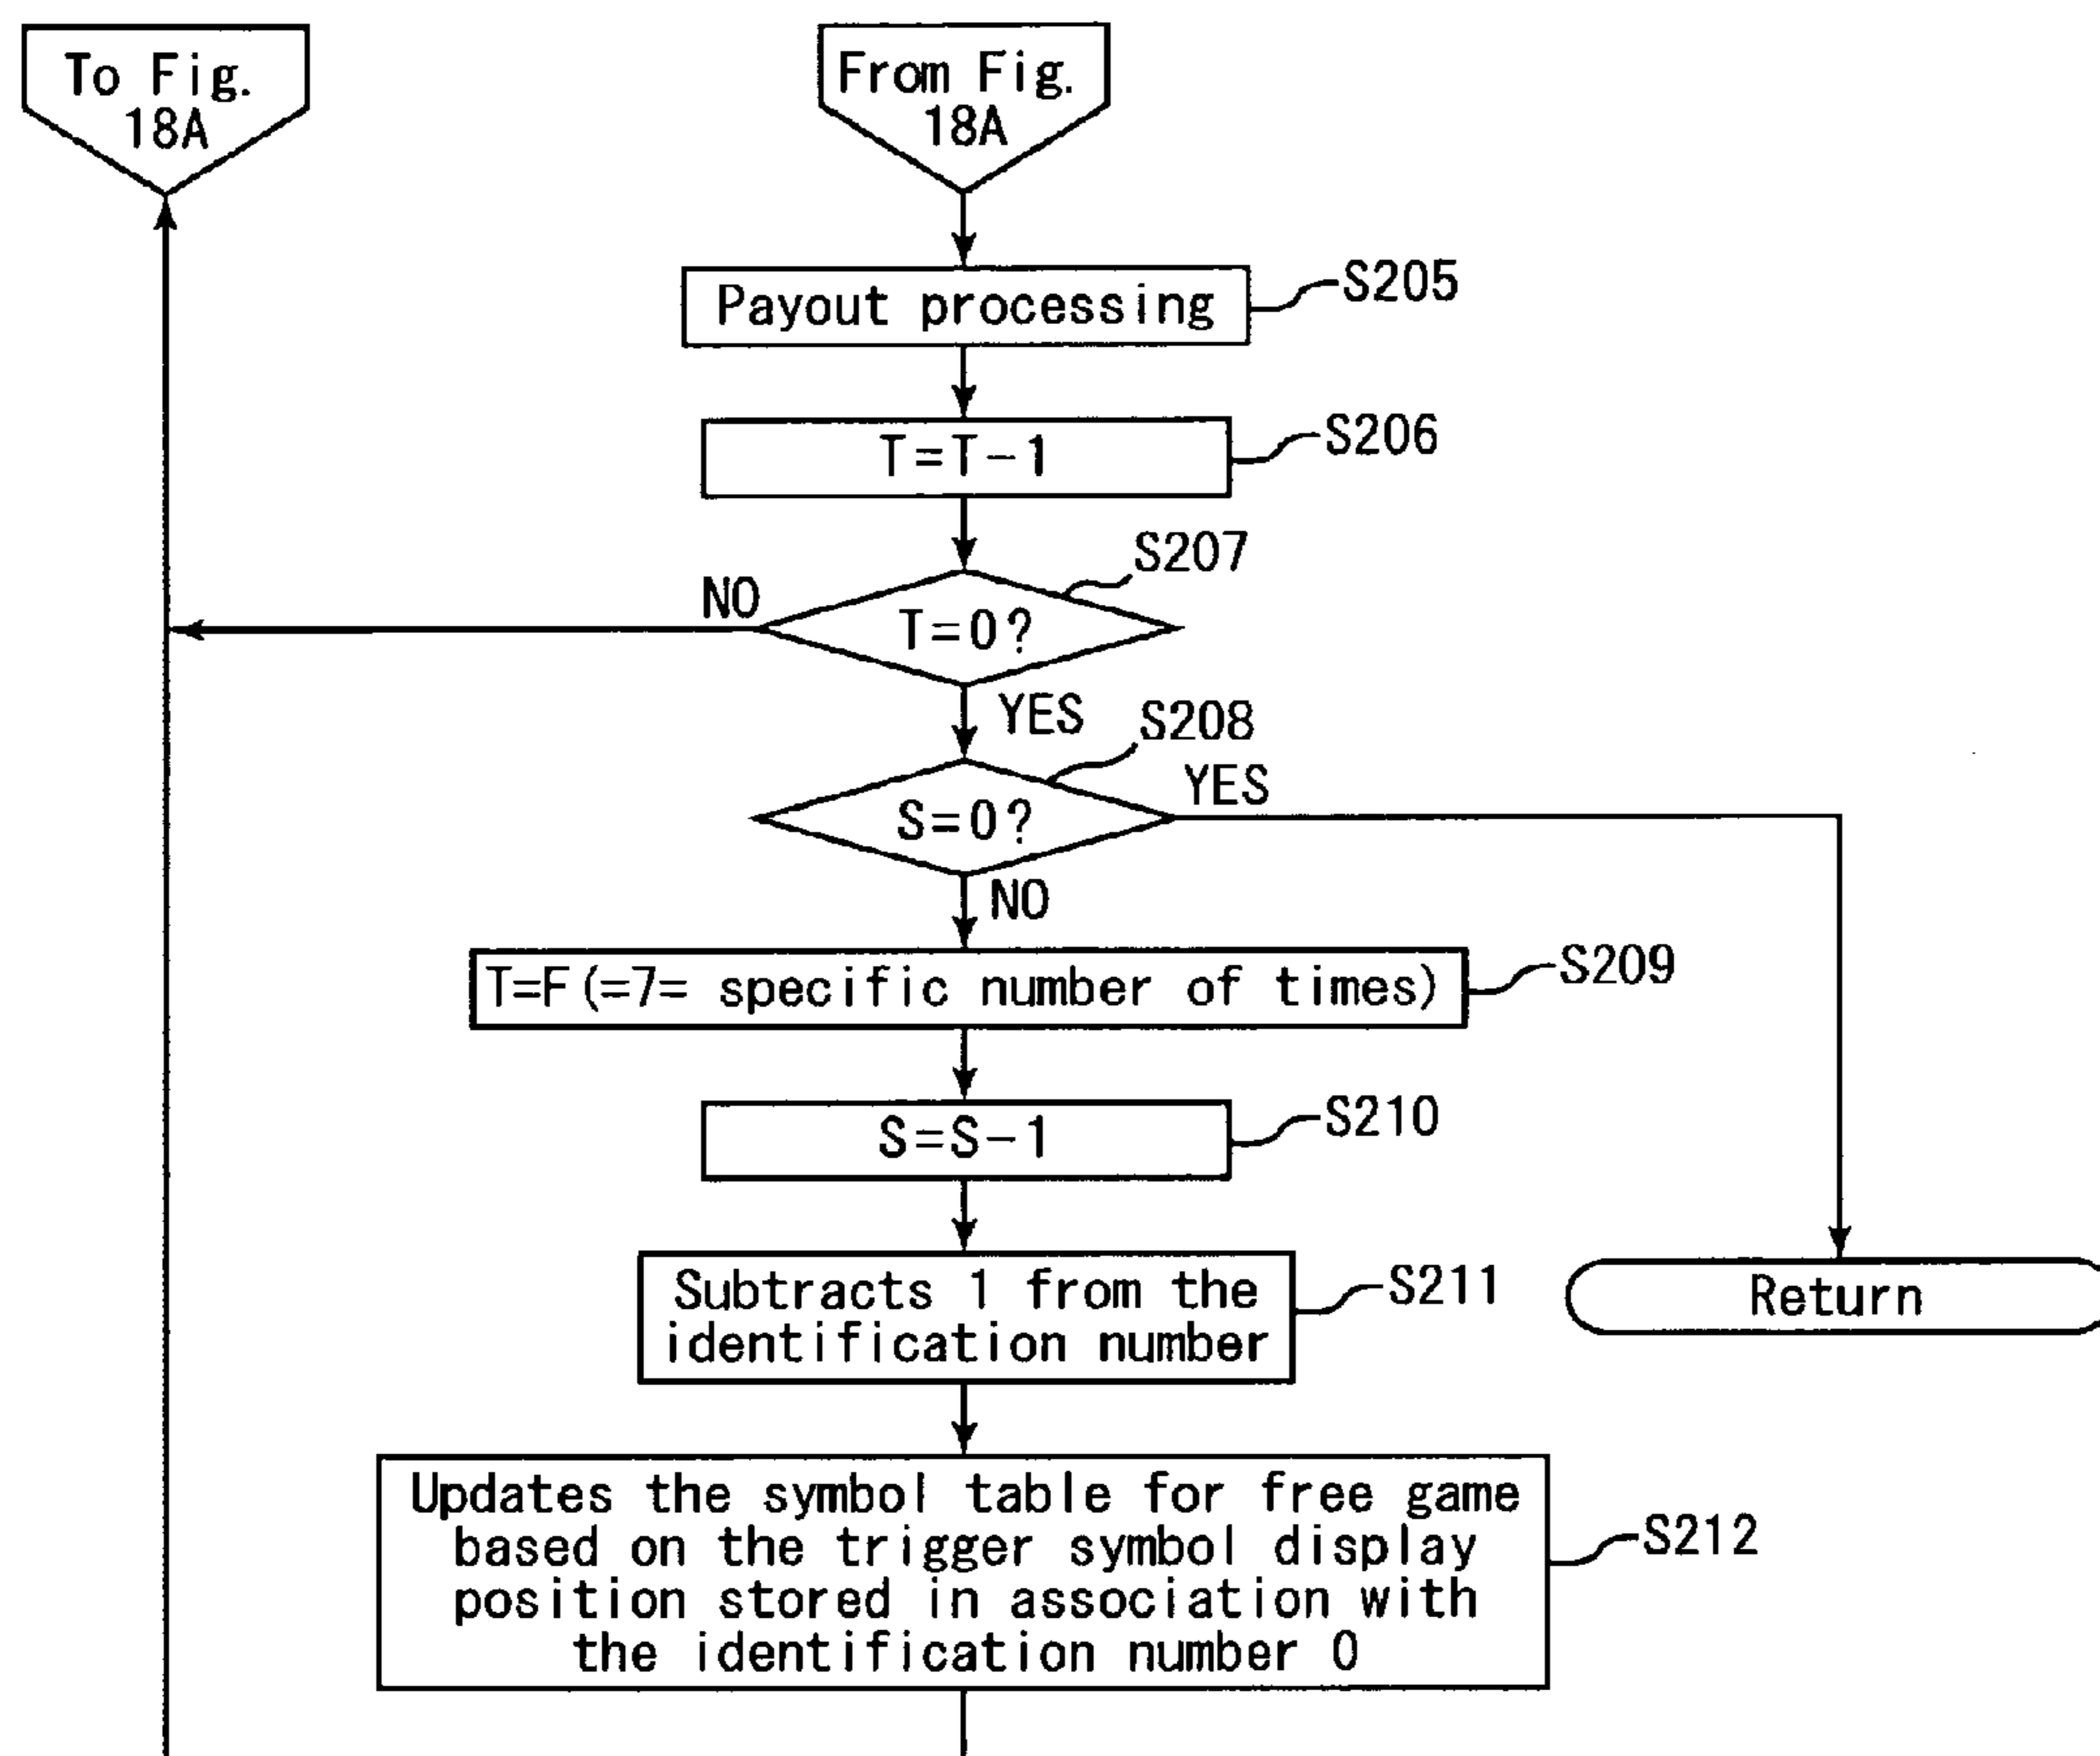 To Fig.
18A
From Fig.
18A
Payout processing
S205
T=T-1
S206
S207
NO
T=0?
YES
S208
YES
S=0?
NO
T=F(=7= specific number of times)
S209
S=S-1
S210
Subtracts 1 from the
identification number
S211
Return
Updates the symbol table for free game
based on the trigger symbol display
position stored in association with
the identification number 0
S212